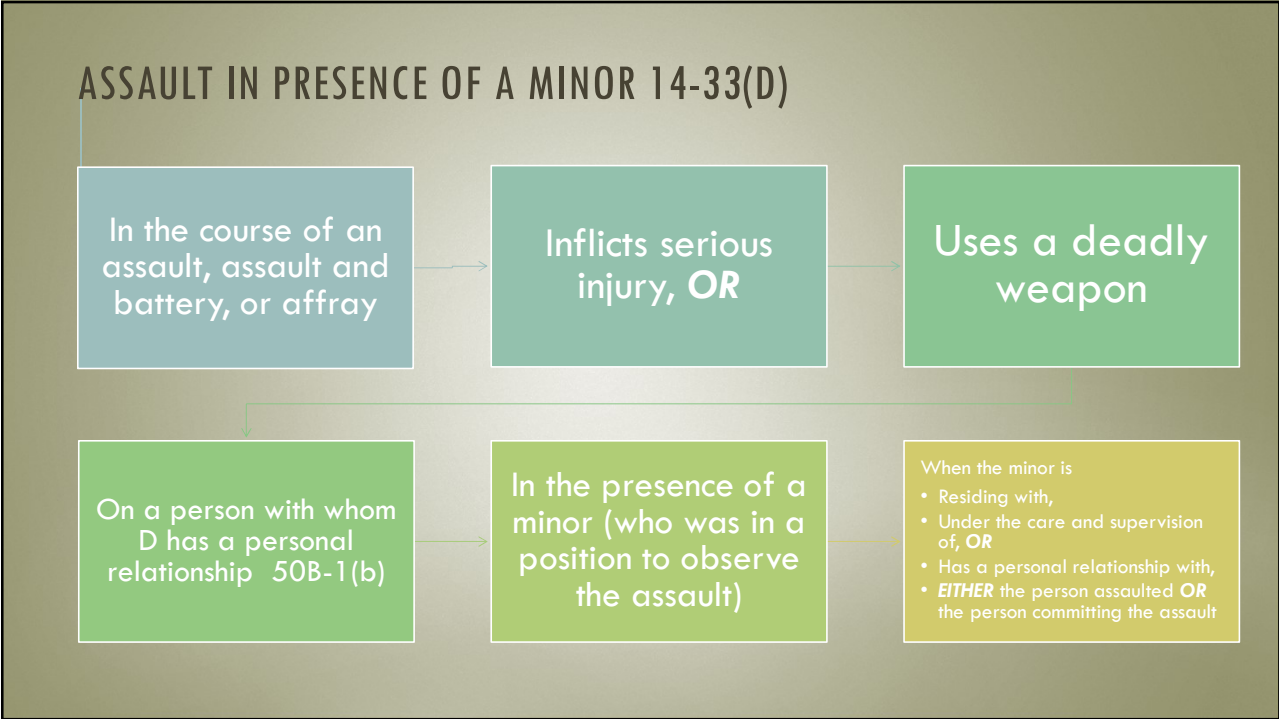 ASSAULT IN PRESENCE OF A MINOR 14-33(D)
In the course of an
assault, assault and
battery, or affray
Inflicts serious
injury, OR
Uses a deadly
weapon
On a person with whom
D has a personal
relationship 50B-1(b)
In the presence of a
minor (who was in a
position to observe
the assault)
When the minor is
• Residing with,
• Under the care and supervision
of, OR
• Has a personal relationship with,
• EITHER the person assaulted OR
the person committing the assault